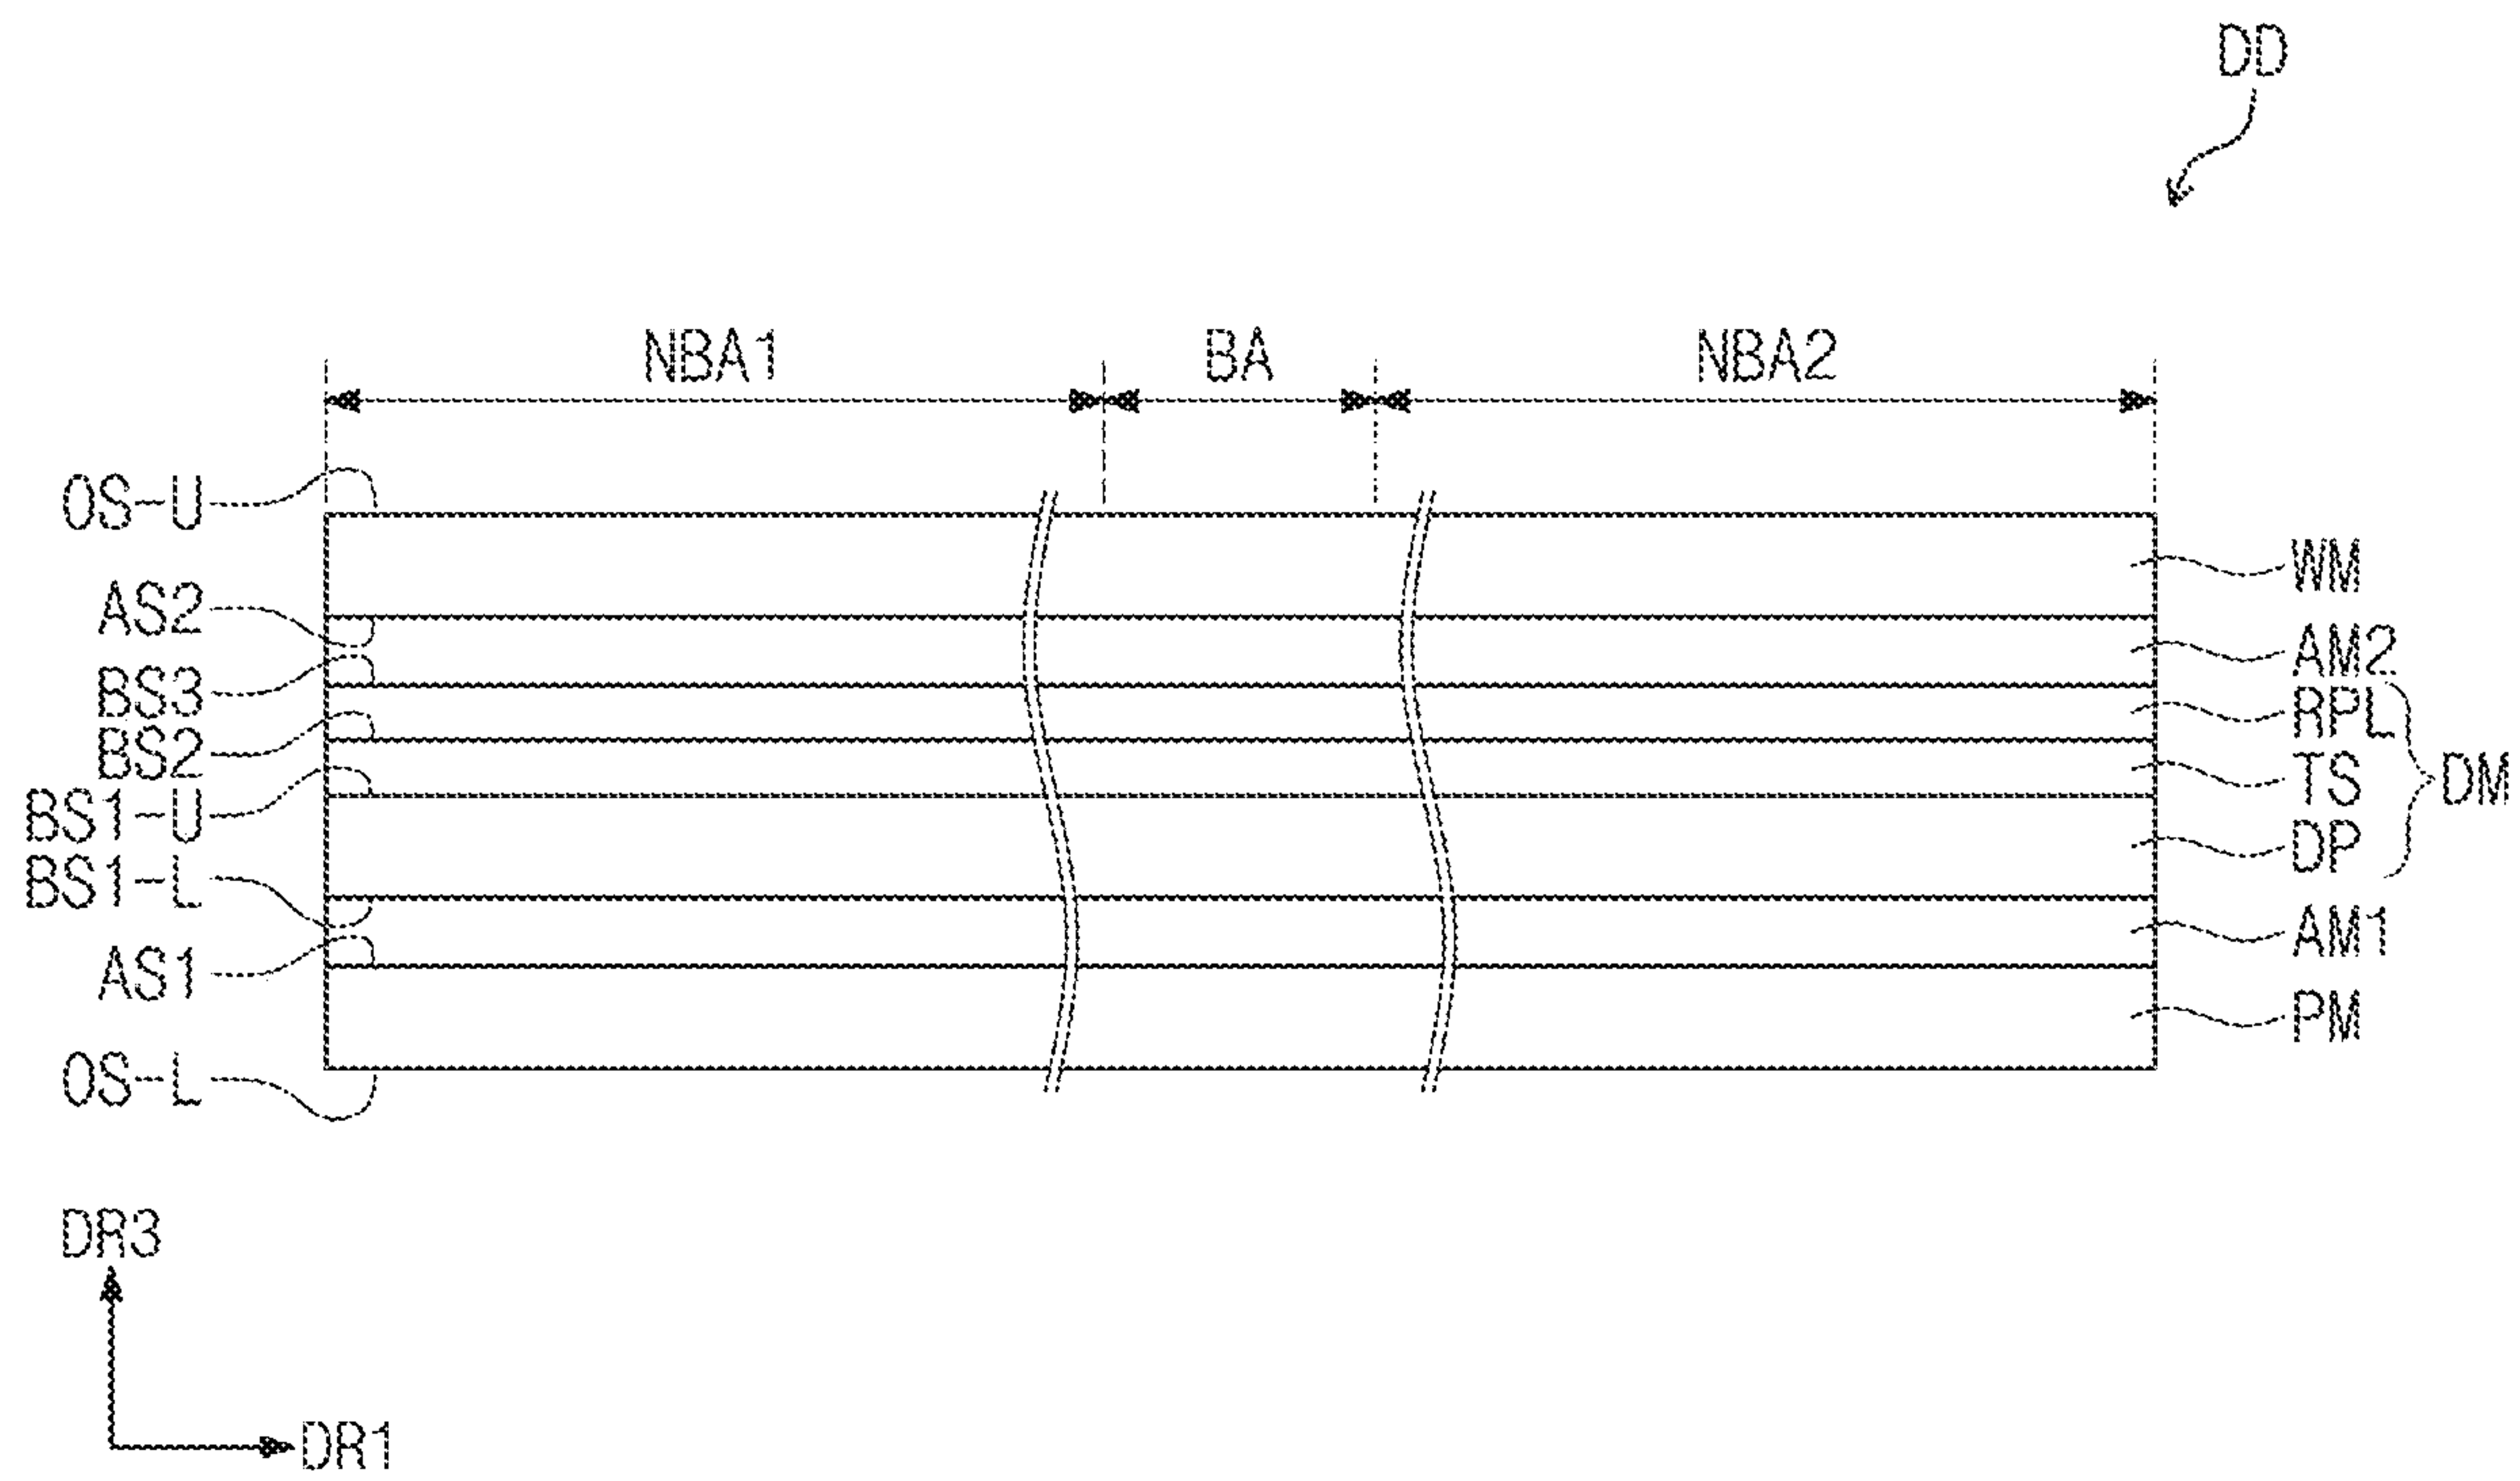 DD
NBA1
BA
NBA2
OS-U
AS2
BS3
BS2
BS1-U
BS1-L
AS1
OS-L
WM
AM2
RPL
TS
DP
DM
AM1
PM
DR3
DR1